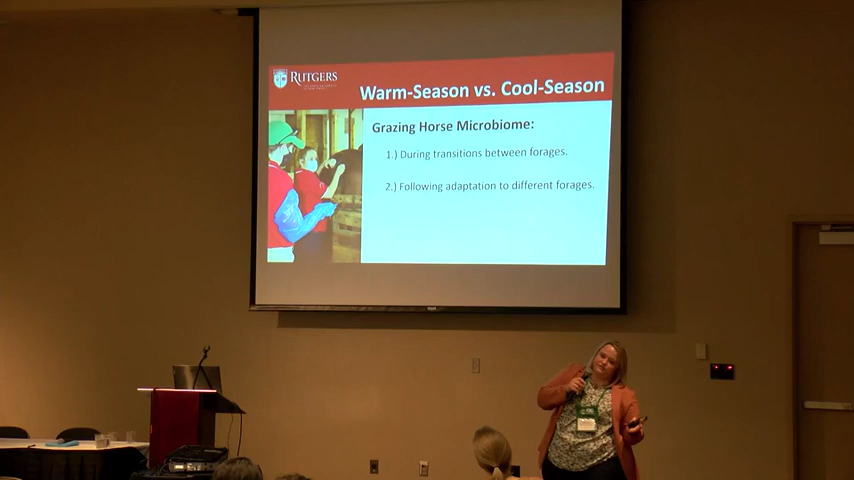 RUTGERS
Warm-Season vs. Cool-Season
Grazing Horse Microbiome:
1.) During transitions between forages.
2.) Following adaptation to different forages.